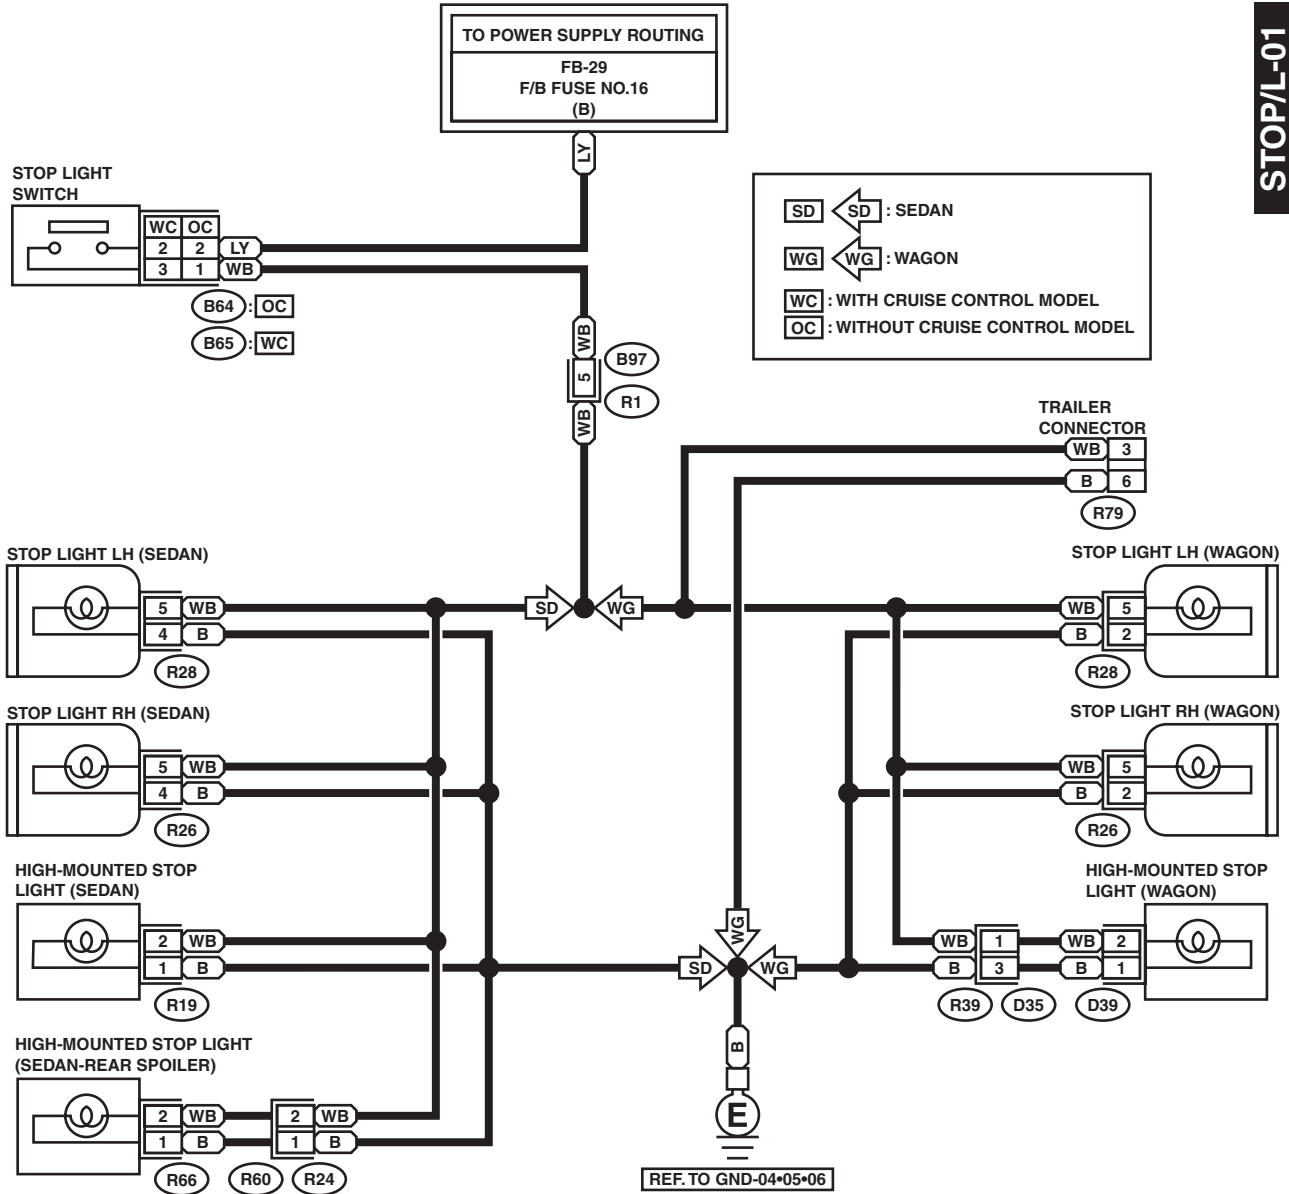 STOP/L-01
TO POWER SUPPLY ROUTING
FB-29
F/B FUSE NO.16
(B)
LY
STOP LIGHT
SWITCH
WC OC
2 2 LY
3 1 WB
B64 : OC
B65 : WC
SD SD : SEDAN
WG WG : WAGON
WC : WITH CRUISE CONTROL MODEL
OC : WITHOUT CRUISE CONTROL MODEL
WB
5
B97
R1
WB
TRAILER
CONNECTOR
WB 3
B 6
R79
STOP LIGHT LH (SEDAN)
5 WB
4 B
R28
SD WG
STOP LIGHT LH (WAGON)
WB 5
B 2
R28
STOP LIGHT RH (SEDAN)
5 WB
4 B
R26
STOP LIGHT RH (WAGON)
WB 5
B 2
R26
HIGH-MOUNTED STOP
LIGHT (SEDAN)
2 WB
1 B
R19
WG
SD WG
HIGH-MOUNTED STOP
LIGHT (WAGON)
WB 1 WB 2
B 3 B 1
R39 D35 D39
HIGH-MOUNTED STOP LIGHT
(SEDAN-REAR SPOILER)
2 WB 2 WB
1 B 1 B
R66 R60 R24
B
E
REF. TO GND-04•05•06